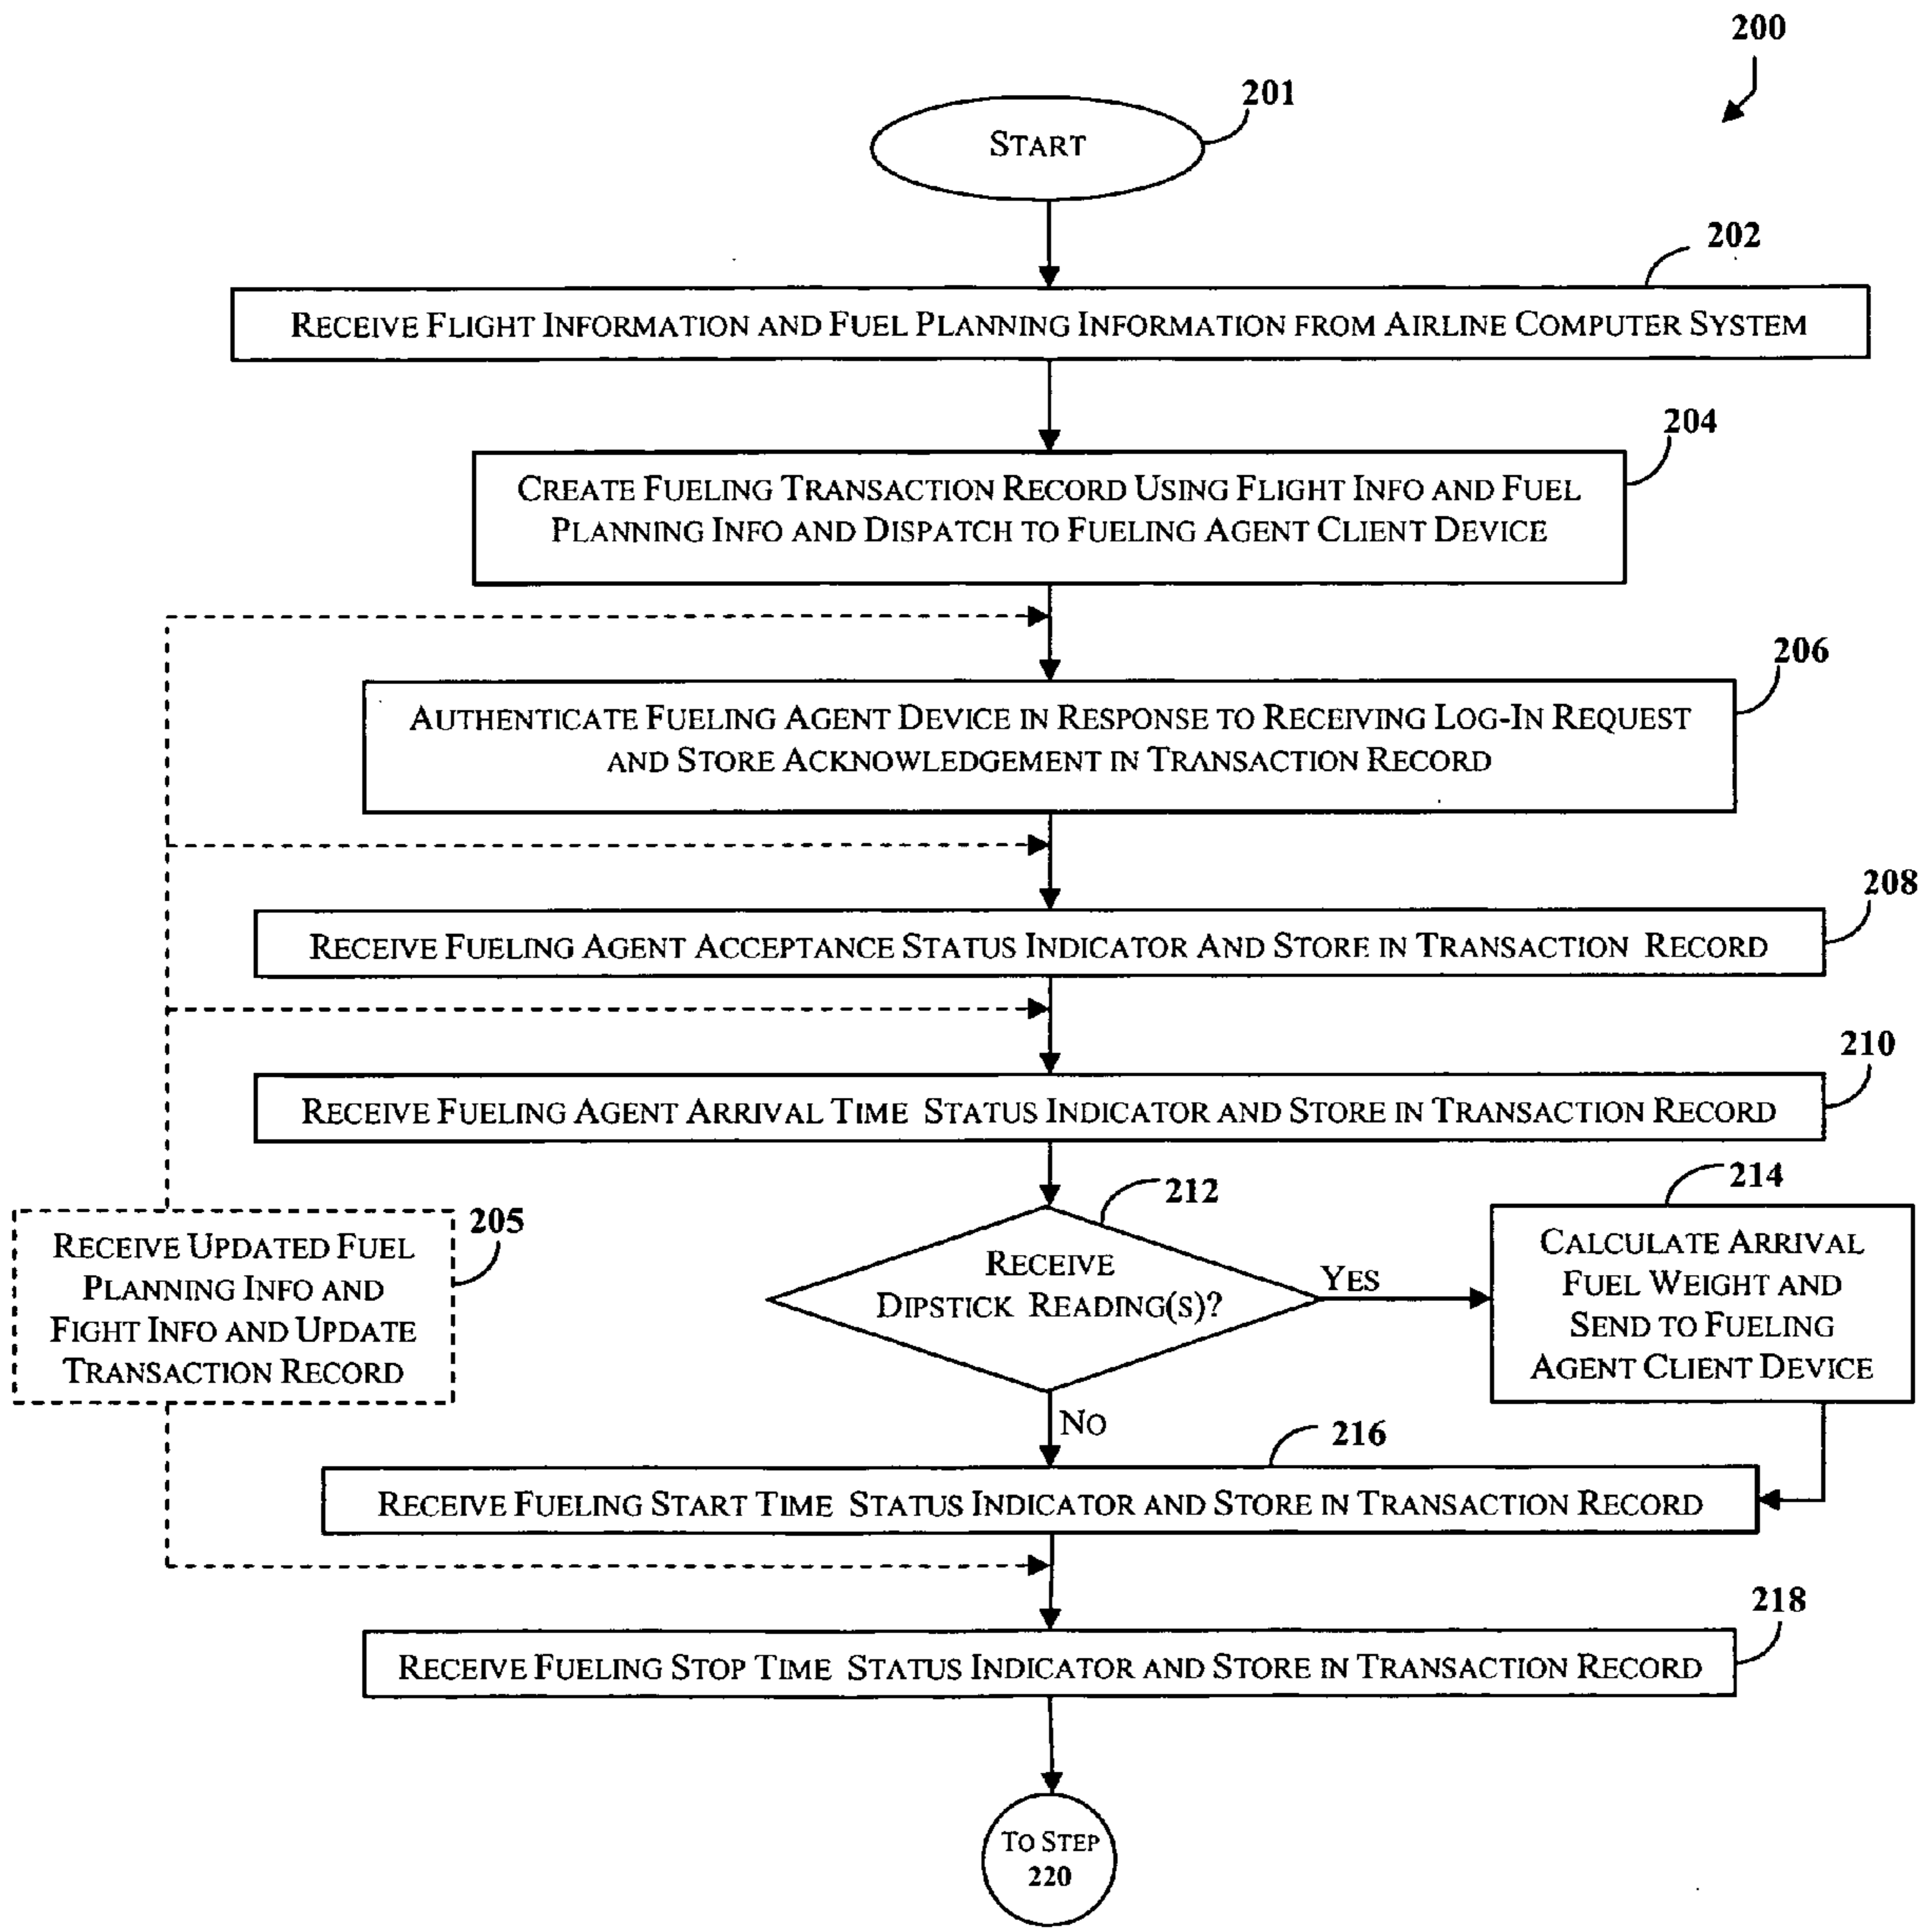 200
201
START
202
RECEIVE FLIGHT INFORMATION AND FUEL PLANNING INFORMATION FROM AIRLINE COMPUTER SYSTEM
204
CREATE FUELING TRANSACTION RECORD USING FLIGHT INFO AND FUEL
PLANNING INFO AND DISPATCH TO FUELING AGENT CLIENT DEVICE
206
AUTHENTICATE FUELING AGENT DEVICE IN RESPONSE TO RECEIVING LOG-IN REQUEST
AND STORE ACKNOWLEDGEMENT IN TRANSACTION RECORD
208
RECEIVE FUELING AGENT ACCEPTANCE STATUS INDICATOR AND STORE IN TRANSACTION RECORD
210
RECEIVE FUELING AGENT ARRIVAL TIME STATUS INDICATOR AND STORE IN TRANSACTION RECORD
205
RECEIVE UPDATED FUEL
PLANNING INFO AND
FIGHT INFO AND UPDATE
TRANSACTION RECORD
212
RECEIVE
DIPSTICK READING(S)?
YES
NO
214
CALCULATE ARRIVAL
FUEL WEIGHT AND
SEND TO FUELING
AGENT CLIENT DEVICE
216
RECEIVE FUELING START TIME STATUS INDICATOR AND STORE IN TRANSACTION RECORD
218
RECEIVE FUELING STOP TIME STATUS INDICATOR AND STORE IN TRANSACTION RECORD
TO STEP
220